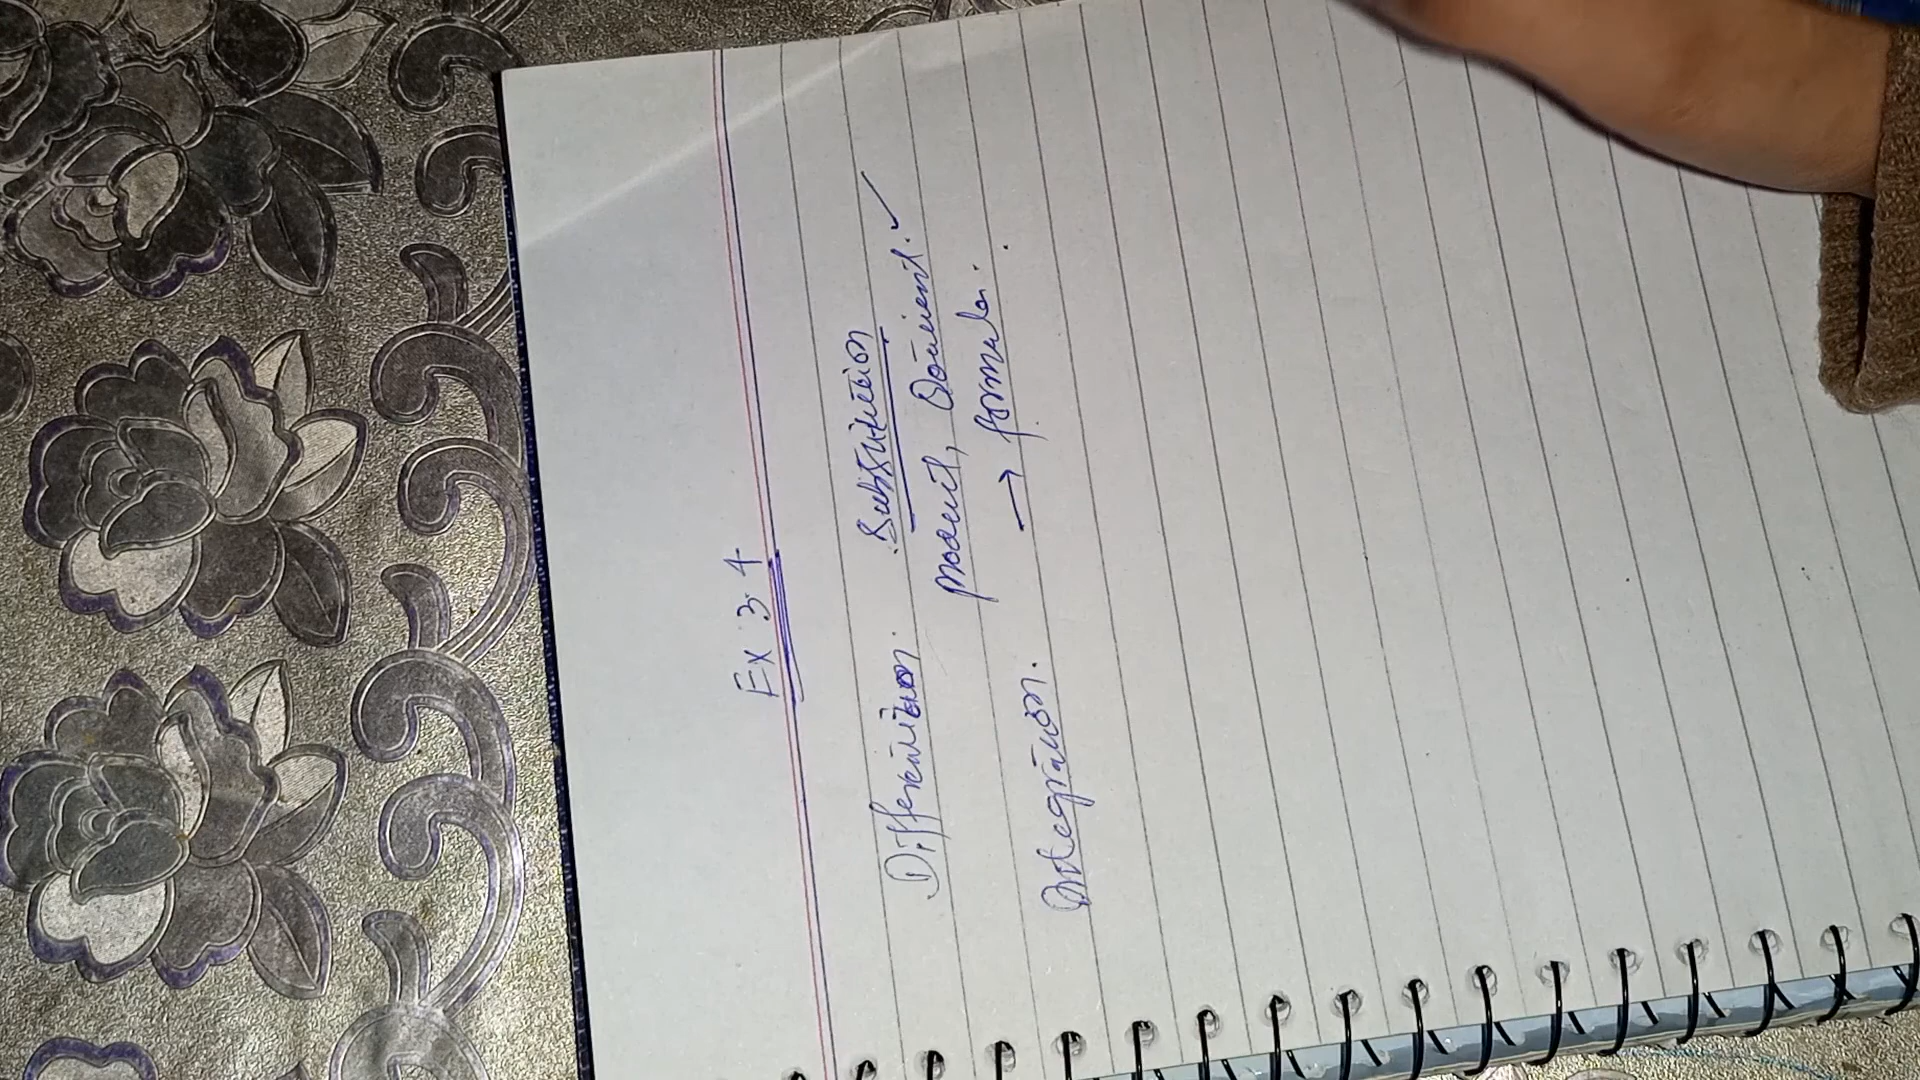 Ex 3.4
Differentiation. Substitution
Product, Quotient.
Integration. → formula.